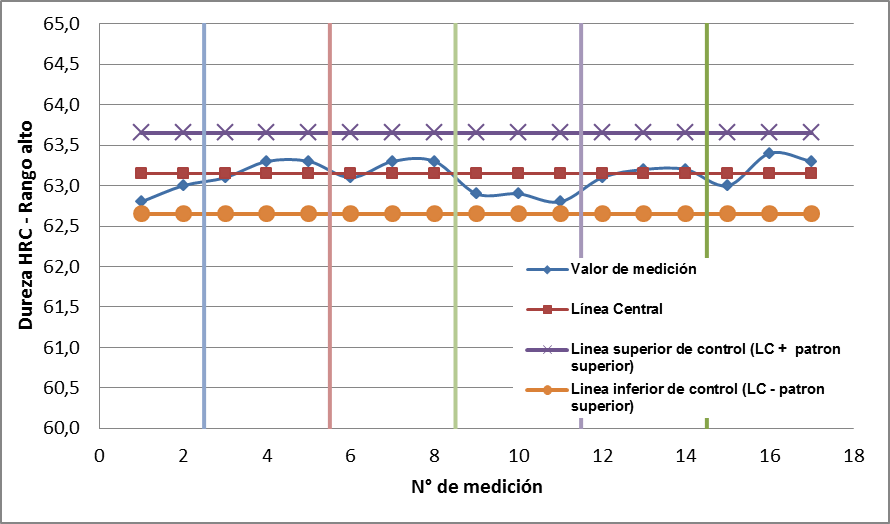 65,0
64,5
64,0
63,5
63,0
62,5
62,0
61,5
61,0
60,5
60,0
Dureza HRC - Rango alto
0 2 4 6 8 10 12 14 16 18
N° de medición
Valor de medición
Línea Central
Linea superior de control (LC + patron
superior)
Linea inferior de control (LC - patron
superior)